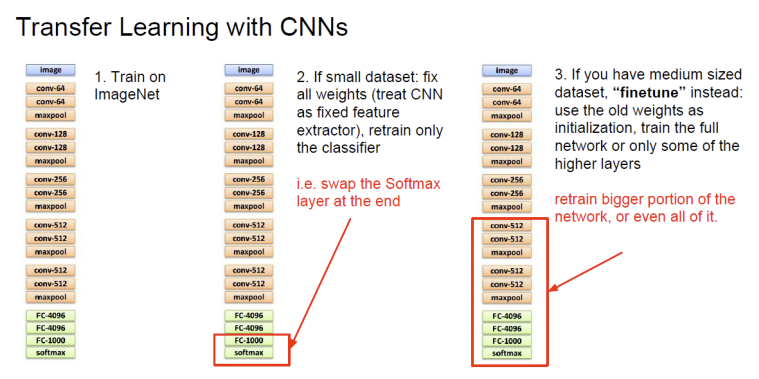 Transfer Learning with CNNs
image
conv-64
conv-64
maxpool
conv-128
conv-128
maxpool
conv-256
conv-256
maxpool
conv-512
conv-512
maxpool
conv-512
conv-512
maxpool
FC-4096
FC-4096
FC-1000
softmax
1. Train on
ImageNet
image
conv-64
conv-64
maxpool
conv-128
conv-128
maxpool
conv-256
conv-256
maxpool
conv-512
conv-512
maxpool
conv-512
conv-512
maxpool
FC-4096
FC-4096
FC-1000
softmax
2. If small dataset: fix
all weights (treat CNN
as fixed feature
extractor), retrain only
the classifier
i.e. swap the Softmax
layer at the end
image
conv-64
conv-64
maxpool
conv-128
conv-128
maxpool
conv-256
conv-256
maxpool
conv-512
conv-512
maxpool
conv-512
conv-512
maxpool
FC-4096
FC-4096
FC-1000
softmax
3. If you have medium sized
dataset, “finetune” instead:
use the old weights as
initialization, train the full
network or only some of the
higher layers
retrain bigger portion of the
network, or even all of it.